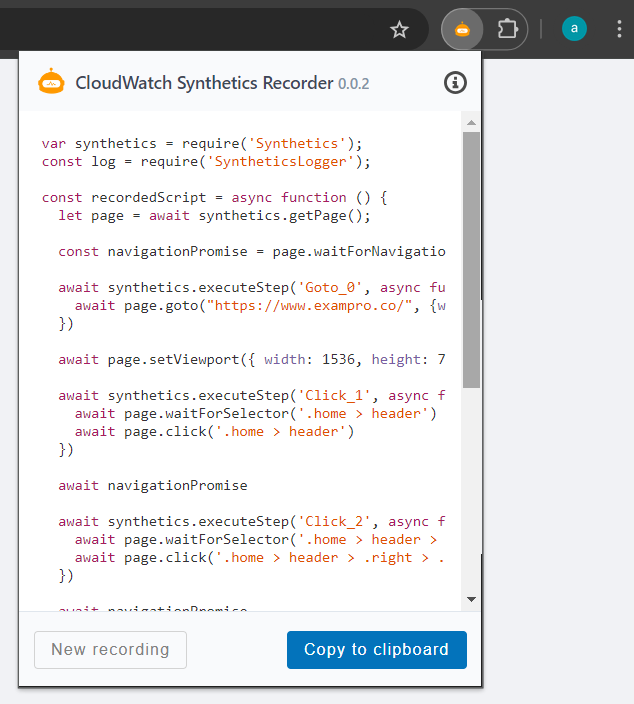 a
CloudWatch Synthetics Recorder 0.0.2
var synthetics = require('Synthetics');
const log = require('SyntheticsLogger');
const recordedScript = async function () {
let page = await synthetics.getPage();
const navigationPromise = page.waitForNavigatio
await synthetics.executeStep('Goto_0', async fu
await page.goto("https://www.exampro.co/", {w
})
await page.setViewport({ width: 1536, height: 7
await synthetics.executeStep('Click_1', async f
await page.waitForSelector('.home > header')
await page.click('.home > header')
})
await navigationPromise
await synthetics.executeStep('Click_2', async f
await page.waitForSelector('.home > header >
await page.click('.home > header > .right > .
})
await navigationPromise
New recording
Copy to clipboard